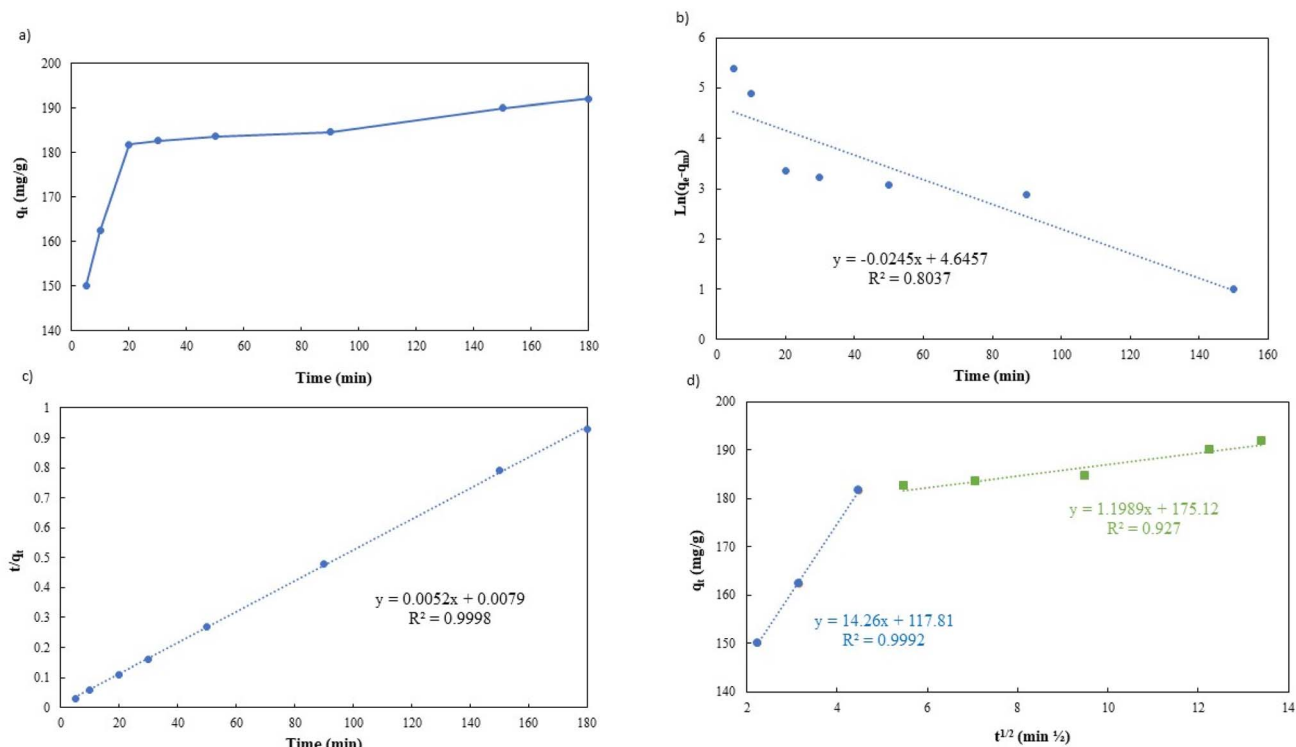 a)
200
190
180
170
160
150
140
0 20 40 60 80 100 120 140 160 180
qt (mg/g)
Time (min)
b)
6
5
4
3
2
1
0
0 20 40 60 80 100 120 140 160
Ln(qe-qm)
y = -0.0245x + 4.6457
R² = 0.8037
Time (min)
c)
1
0.9
0.8
0.7
0.6
0.5
0.4
0.3
0.2
0.1
0
0 20 40 60 80 100 120 140 160 180
t/qt
y = 0.0052x + 0.0079
R² = 0.9998
Time (min)
d)
200
190
180
170
160
150
140
2 4 6 8 10 12 14
qt (mg/g)
y = 1.1989x + 175.12
R² = 0.927
y = 14.26x + 117.81
R² = 0.9992
t1/2 (min ½)